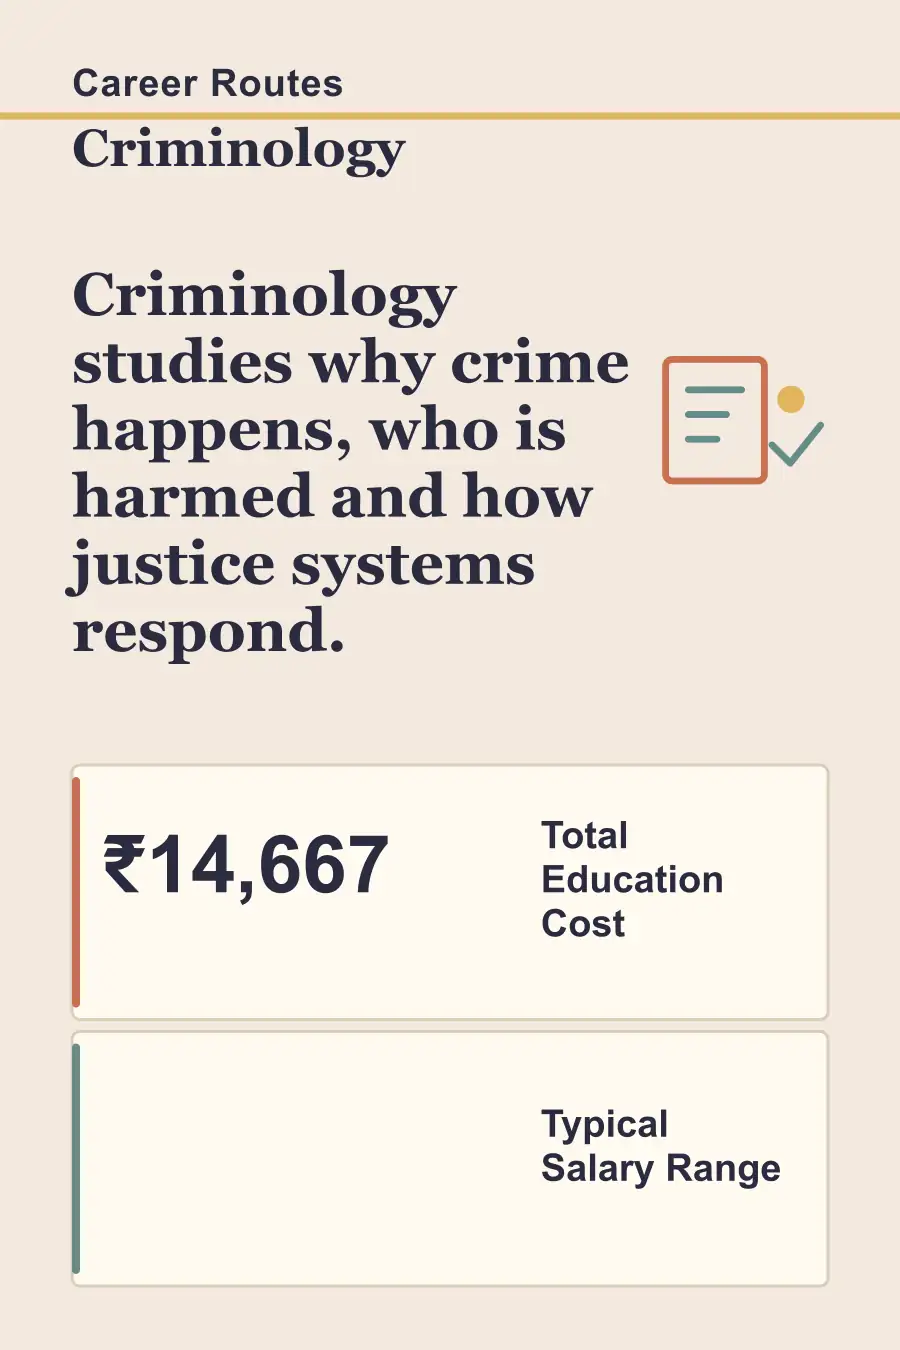 Career Routes
Criminology
Criminology
studies why crime
happens, who is
harmed and how
justice systems
respond.
₹14,667
Total
Education
Cost
Typical
Salary Range